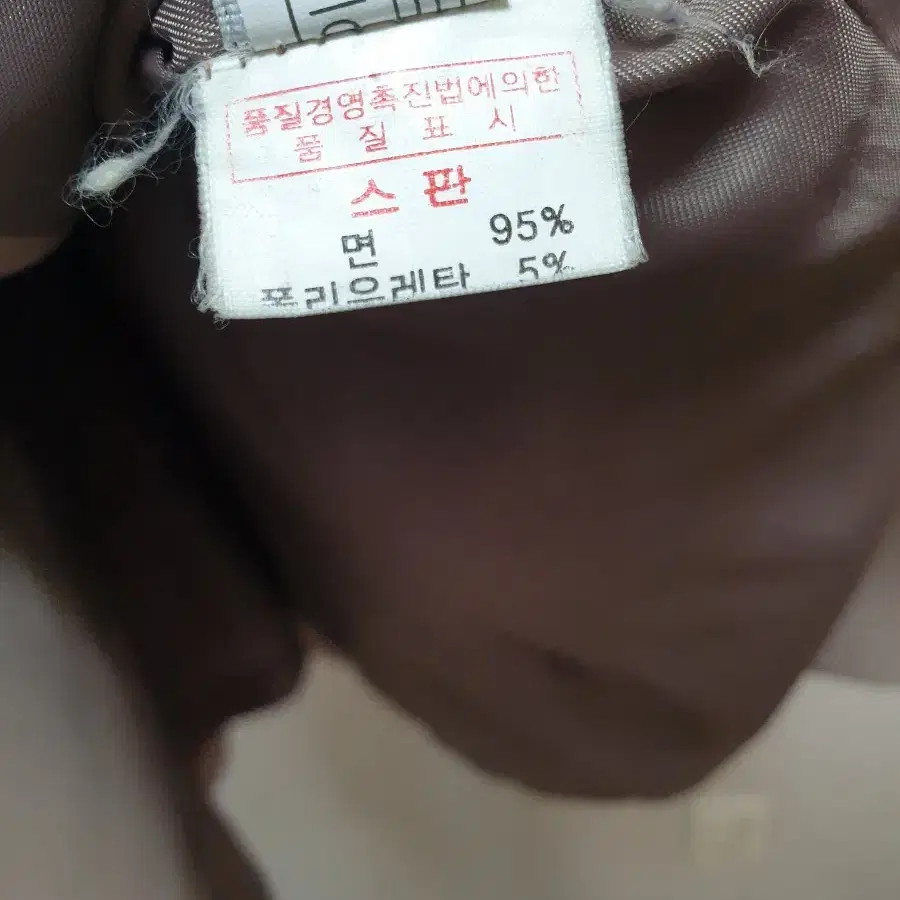 품질경영촉진법에의한
품 질 표 시
스 판
면 95%
폴리우레탄 5%